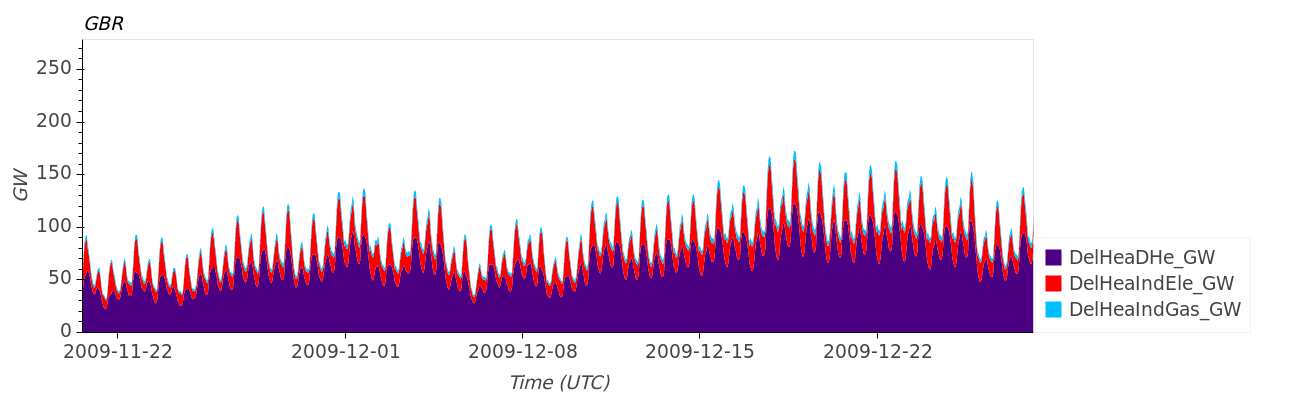 GBR
250
200
150
100
50
0
GW
2009-11-22 2009-12-01 2009-12-08 2009-12-15 2009-12-22
Time (UTC)
DelHeaDHe_GW
DelHeaIndEle_GW
DelHeaIndGas_GW